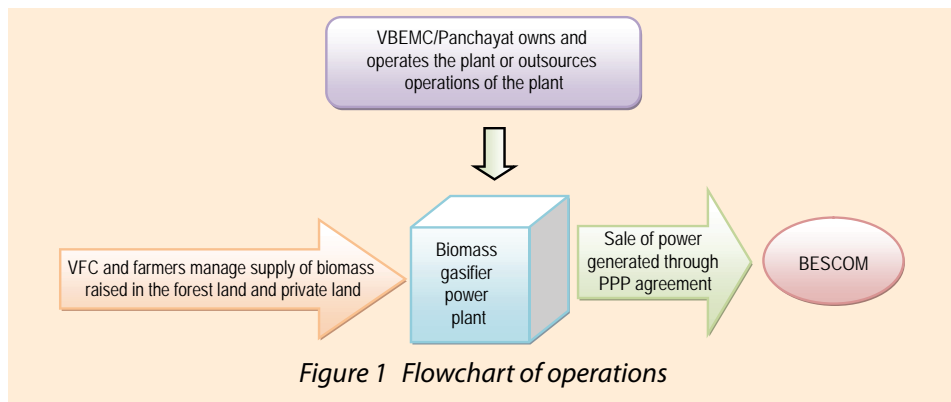 VBEMC/Panchayat owns and
operates the plant or outsources
operations of the plant
VFC and farmers manage supply of biomass
raised in the forest land and private land
Biomass
gasifier
power
plant
Sale of power
generated through
PPP agreement
BESCOM
Figure 1 Flowchart of operations